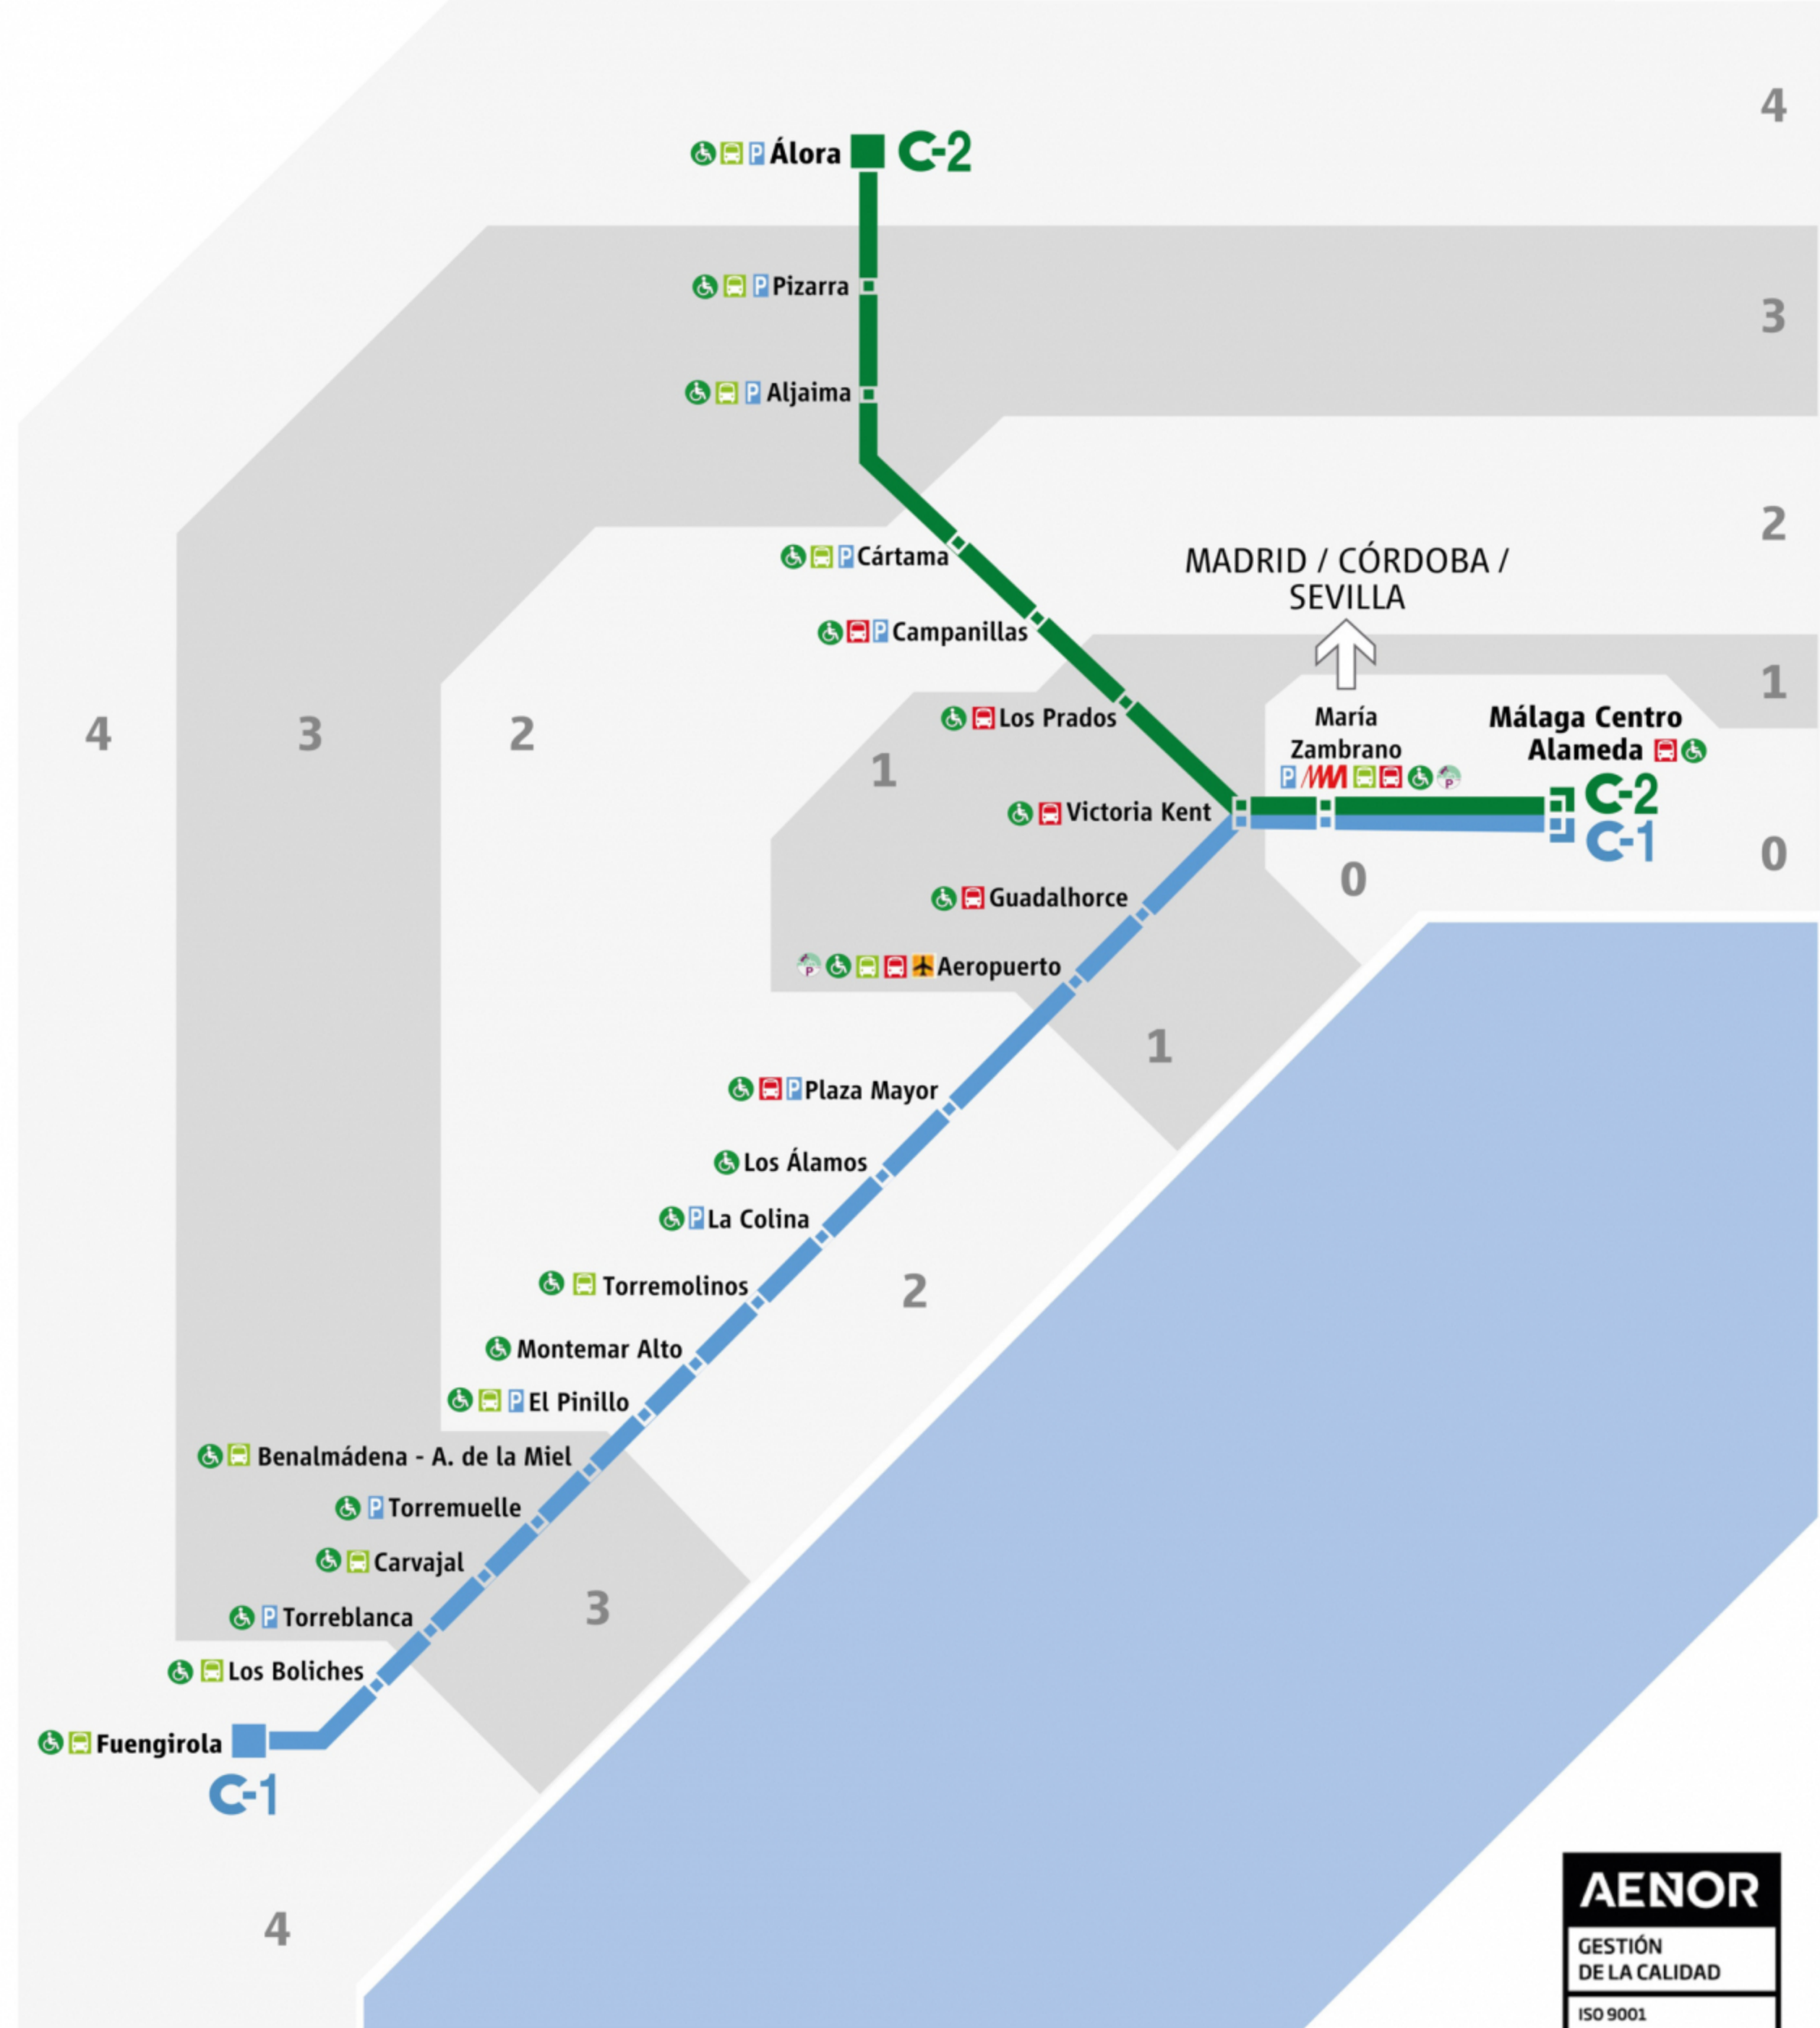 4
Álora C-2
P
Pizarra
P
3
Aljaima
P
2
Cártama
P
MADRID / CÓRDOBA /
SEVILLA
Campanillas
P
1
Los Prados
María
Zambrano
P
P
Málaga Centro
Alameda
C-2
C-1
4
3
2
1
Victoria Kent
0
0
Guadalhorce
P
Aeropuerto
1
P
Plaza Mayor
Los Álamos
P
La Colina
Torremolinos
2
Montemar Alto
P
El Pinillo
Benalmádena - A. de la Miel
P
Torremuelle
Carvajal
P
Torreblanca
3
Los Boliches
Fuengirola
C-1
4
AENOR
GESTIÓN
DE LA CALIDAD
ISO 9001